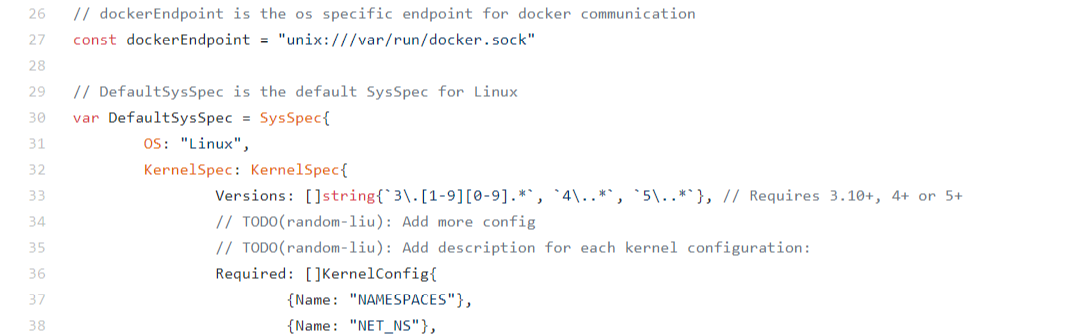 26 // dockerEndpoint is the os specific endpoint for docker communication
27 const dockerEndpoint = "unix:///var/run/docker.sock"
28
29 // DefaultSysSpec is the default SysSpec for Linux
30 var DefaultSysSpec = SysSpec{
31 OS: "Linux",
32 KernelSpec: KernelSpec{
33 Versions: []string{`3\.[1-9][0-9].*`, `4\..*`, `5\..*`}, // Requires 3.10+, 4+ or 5+
34 // TODO(random-liu): Add more config
35 // TODO(random-liu): Add description for each kernel configuration:
36 Required: []KernelConfig{
37 {Name: "NAMESPACES"},
38 {Name: "NET_NS"},